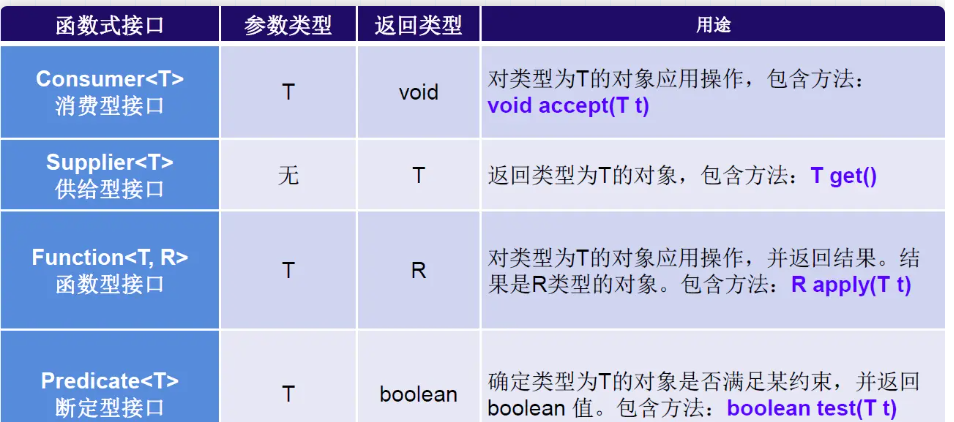 函数式接口 参数类型 返回类型 用途
Consumer<T>
消费型接口
T
void
对类型为T的对象应用操作，包含方法：
void accept(T t)
Supplier<T>
供给型接口
无
T
返回类型为T的对象，包含方法：T get()
Function<T, R>
函数型接口
T
R
对类型为T的对象应用操作，并返回结果。结
果是R类型的对象。包含方法：R apply(T t)
Predicate<T>
断定型接口
T
boolean
确定类型为T的对象是否满足某约束，并返回
boolean 值。包含方法：boolean test(T t)